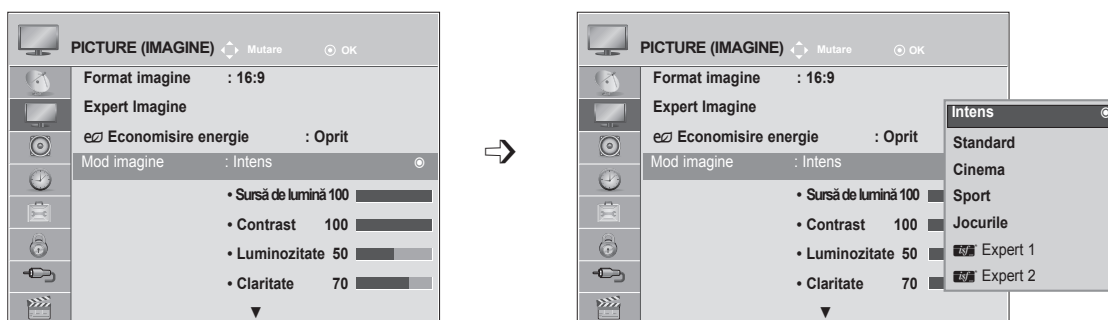 PICTURE (IMAGINE) Mutare OK
Format imagine : 16:9
Expert Imagine
Economisire energie : Oprit
Mod imagine : Intens
• Sursă de lumină 100
• Contrast 100
• Luminozitate 50
• Claritate 70
PICTURE (IMAGINE) Mutare OK
Format imagine : 16:9
Expert Imagine
Economisire energie : Oprit
Mod imagine : Intens
• Sursă de lumină 100
• Contrast 100
• Luminozitate 50
• Claritate 70
Intens
Standard
Cinema
Sport
Jocurile
isf Expert 1
isf Expert 2